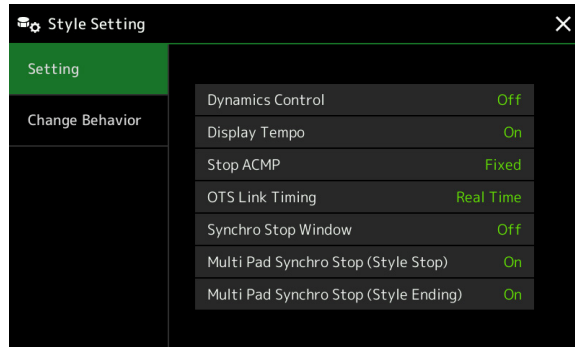 Style Setting
Setting
Change Behavior
Dynamics Control Off
Display Tempo On
Stop ACMP Fixed
OTS Link Timing Real Time
Synchro Stop Window Off
Multi Pad Synchro Stop (Style Stop) On
Multi Pad Synchro Stop (Style Ending) On